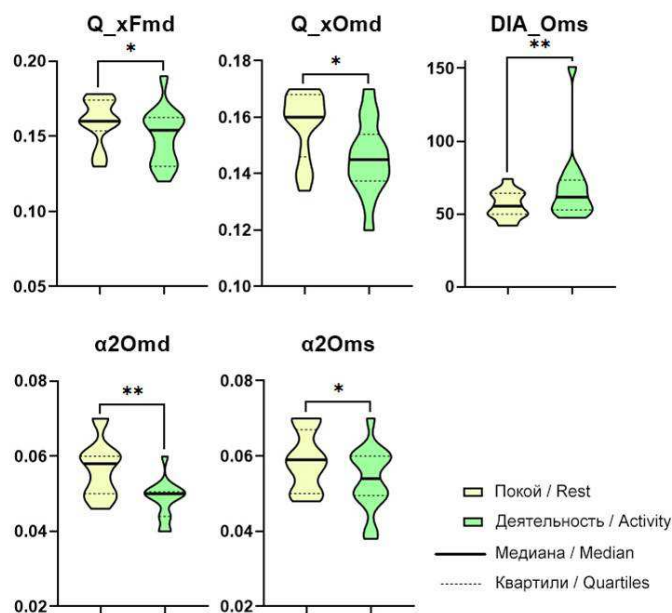 Q_xFmd
*
0.20
0.15
0.10
0.05
Q_xOmd
*
0.18
0.16
0.14
0.12
0.10
DIA_Oms
**
150
100
50
0
α2Omd
**
0.08
0.06
0.04
0.02
α2Oms
*
0.08
0.06
0.04
0.02
Покой / Rest
Деятельность / Activity
Медиана / Median
Квартили / Quartiles